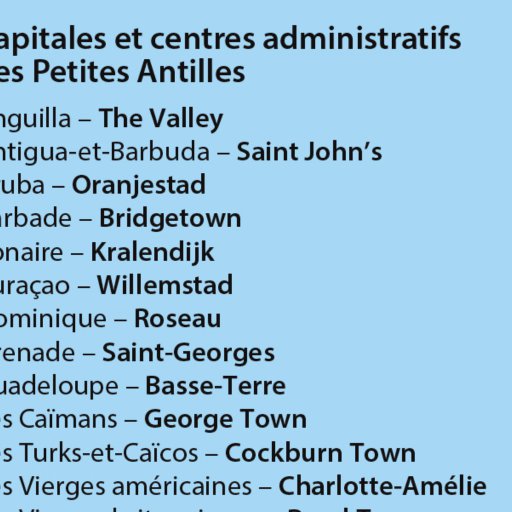 apitales et centres administratifs
es Petites Antilles
nguilla – The Valley
ntigua-et-Barbuda – Saint John's
uba – Oranjestad
arbade – Bridgetown
onaire – Kralendijk
uraçao – Willemstad
ominique – Roseau
renade – Saint-Georges
uadeloupe – Basse-Terre
s Caïmans – George Town
s Turks-et-Caïcos – Cockburn Town
s Vierges américaines – Charlotte-Amélie